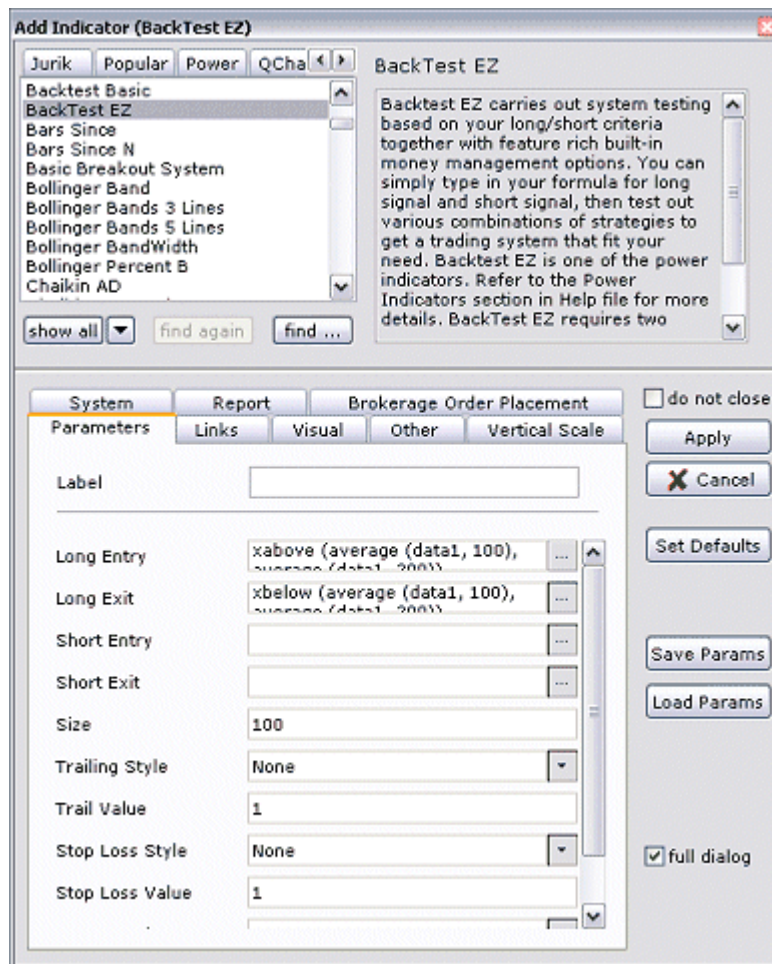 Add Indicator (BackTest EZ)
Jurik Popular Power QCha
BackTest EZ
Backtest Basic
BackTest EZ
Bars Since
Bars Since N
Basic Breakout System
Bollinger Band
Bollinger Bands 3 Lines
Bollinger Bands 5 Lines
Bollinger BandWidth
Bollinger Percent B
Chaikin AD
Backtest EZ carries out system testing
based on your long/short criteria
together with feature rich built-in
money management options. You can
simply type in your formula for long
signal and short signal, then test out
various combinations of strategies to
get a trading system that fit your
need. Backtest EZ is one of the power
indicators. Refer to the Power
Indicators section in Help file for more
details. BackTest EZ requires two
show all find again find ...
System Report Brokerage Order Placement
Parameters Links Visual Other Vertical Scale
Label
Long Entry xabove (average (data1, 100),
average (data1, 200))
...
Long Exit xbelow (average (data1, 100),
average (data1, 200))
...
Short Entry ...
Short Exit ...
Size 100
Trailing Style None
Trail Value 1
Stop Loss Style None
Stop Loss Value 1
do not close
Apply
Cancel
Set Defaults
Save Params
Load Params
full dialog